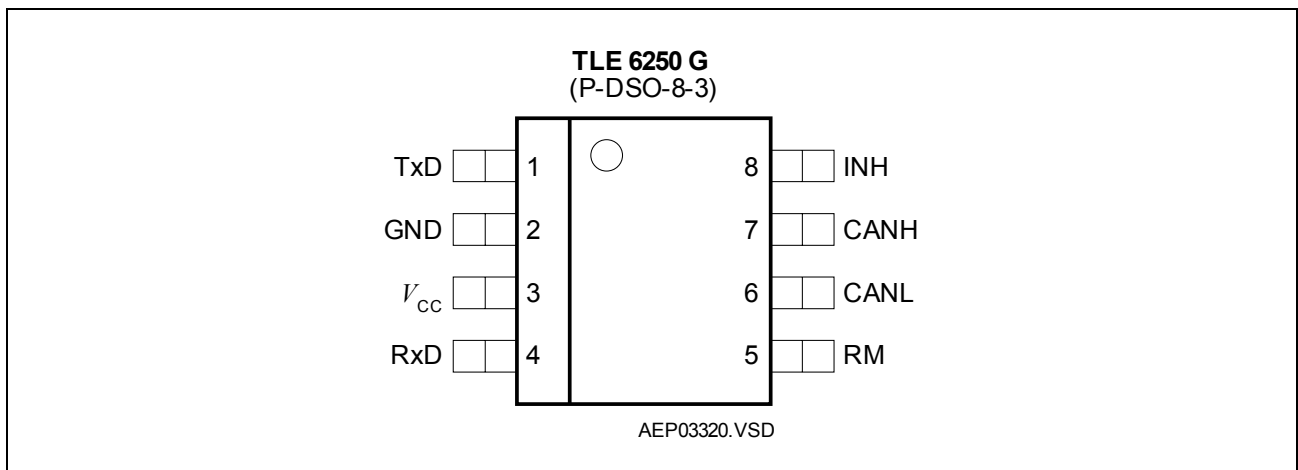 TLE 6250 G
(P-DSO-8-3)
TxD 1 8 INH
GND 2 7 CANH
VCC 3 6 CANL
RxD 4 5 RM
AEP03320.VSD